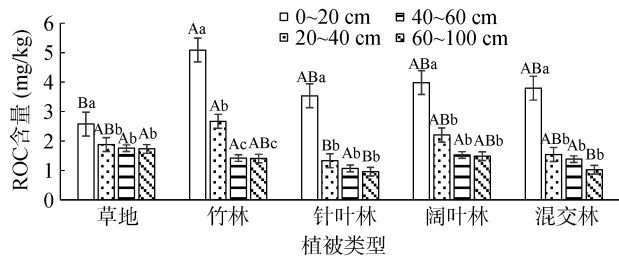 6
5
4
3
2
1
0
ROC含量 (mg/kg)
0~20 cm
40~60 cm
20~40 cm
60~100 cm
Ba
ABb
Ab
Ab
Aa
Ab
Ac
ABc
ABa
Bb
Ab
Bb
ABa
ABb
Ab
ABb
ABa
ABb
Ab
Bb
草地
竹林
针叶林
阔叶林
混交林
植被类型